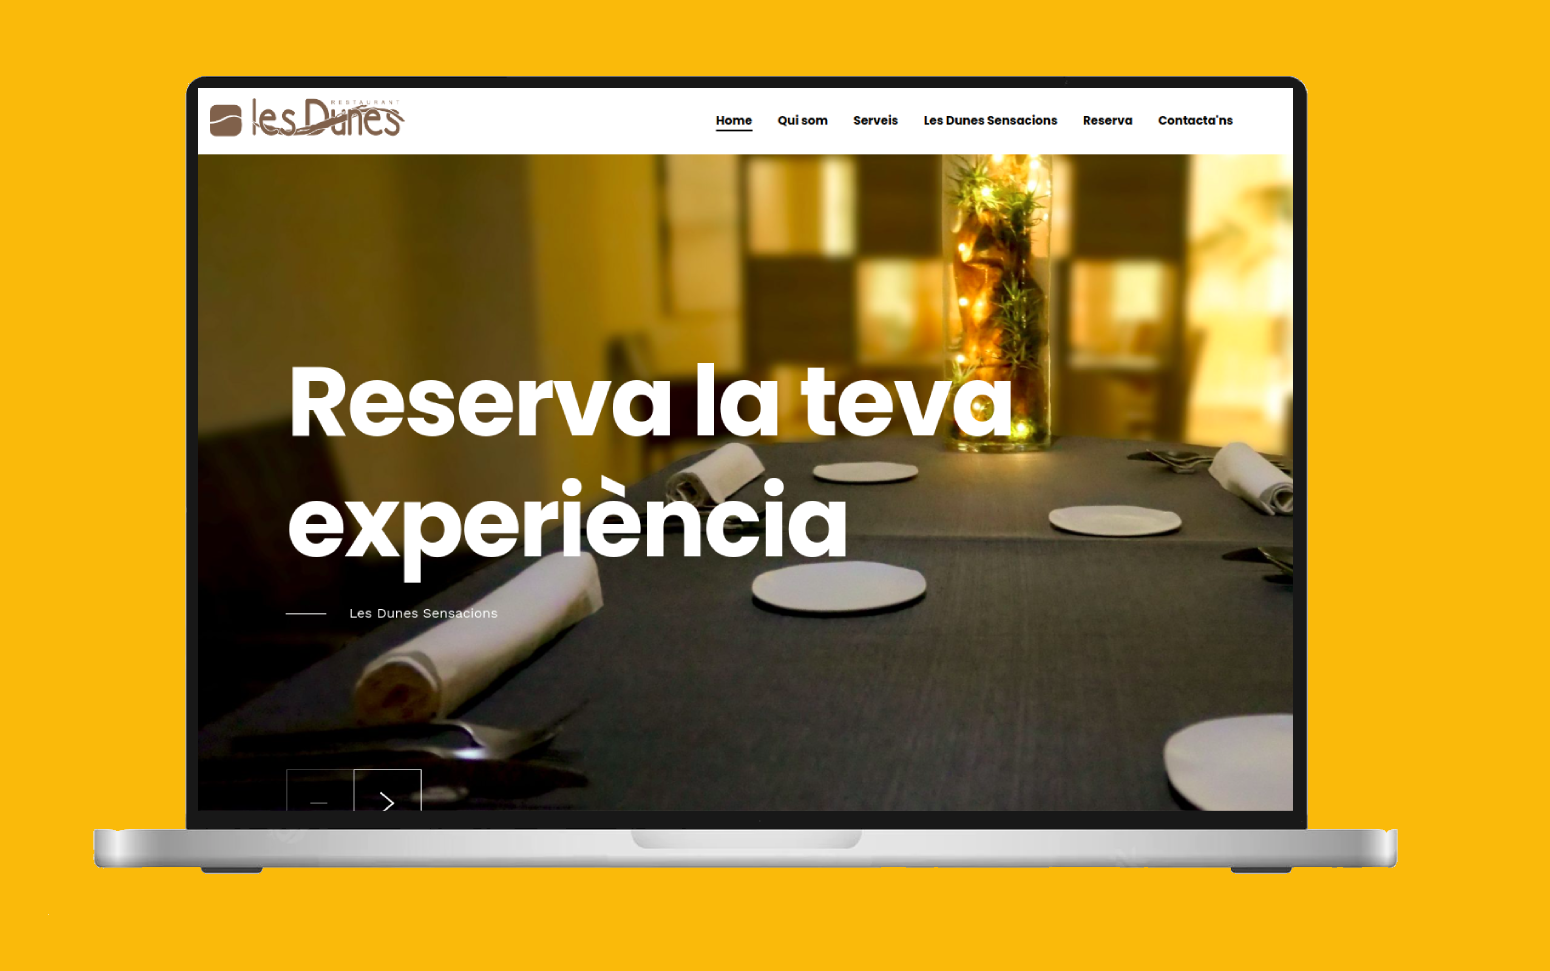 RESTAURANT
les Dunes
Home Qui som Serveis Les Dunes Sensacions Reserva Contacta'ns
Reserva la teva
experiència
Les Dunes Sensacions